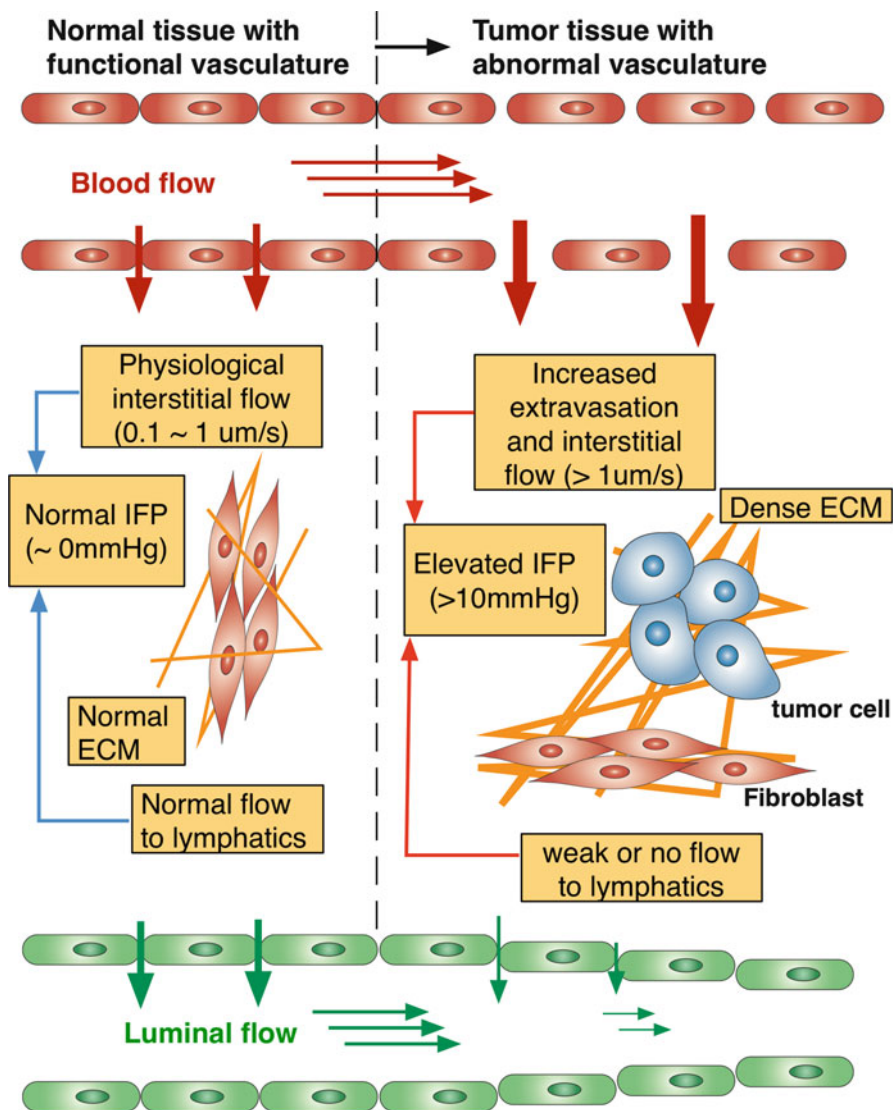 Normal tissue with
functional vasculature
Tumor tissue with
abnormal vasculature
Blood flow
Physiological
interstitial flow
(0.1 ~ 1 um/s)
Normal IFP
(~ 0mmHg)
Normal
ECM
Normal flow
to lymphatics
Increased
extravasation
and interstitial
flow (> 1um/s)
Dense ECM
Elevated IFP
(>10mmHg)
tumor cell
Fibroblast
weak or no flow
to lymphatics
Luminal flow